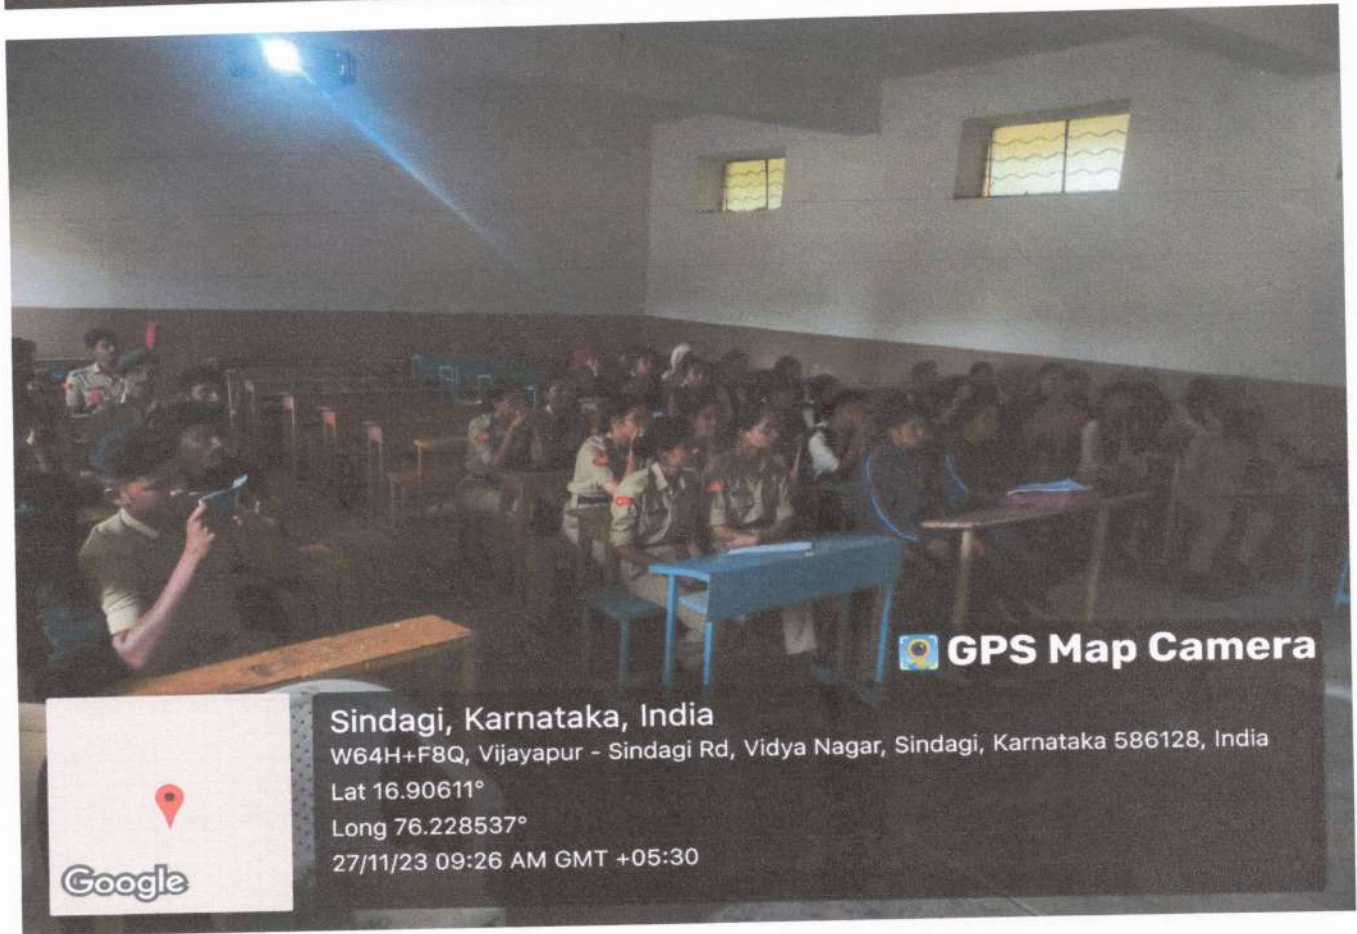 GPS Map Camera
Sindagi, Karnataka, India
W64H+F8Q, Vijayapur - Sindagi Rd, Vidya Nagar, Sindagi, Karnataka 586128, India
Lat 16.90611°
Long 76.228537°
27/11/23 09:26 AM GMT +05:30
Google